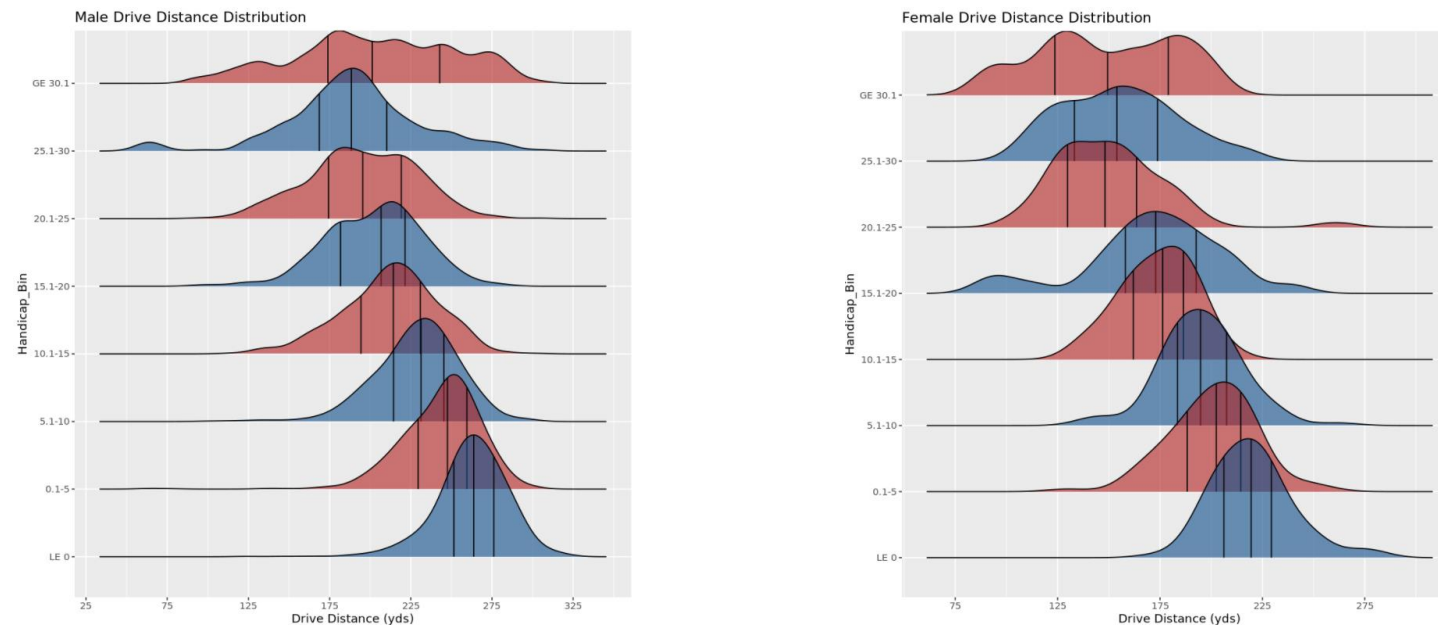 Male Drive Distance Distribution
Handicap_Bin
GE 30.1
25.1-30
20.1-25
15.1-20
10.1-15
5.1-10
0.1-5
LE 0
25 75 125 175 225 275 325
Drive Distance (yds)
Female Drive Distance Distribution
Handicap_Bin
GE 30.1
25.1-30
20.1-25
15.1-20
10.1-15
5.1-10
0.1-5
LE 0
75 125 175 225 275
Drive Distance (yds)